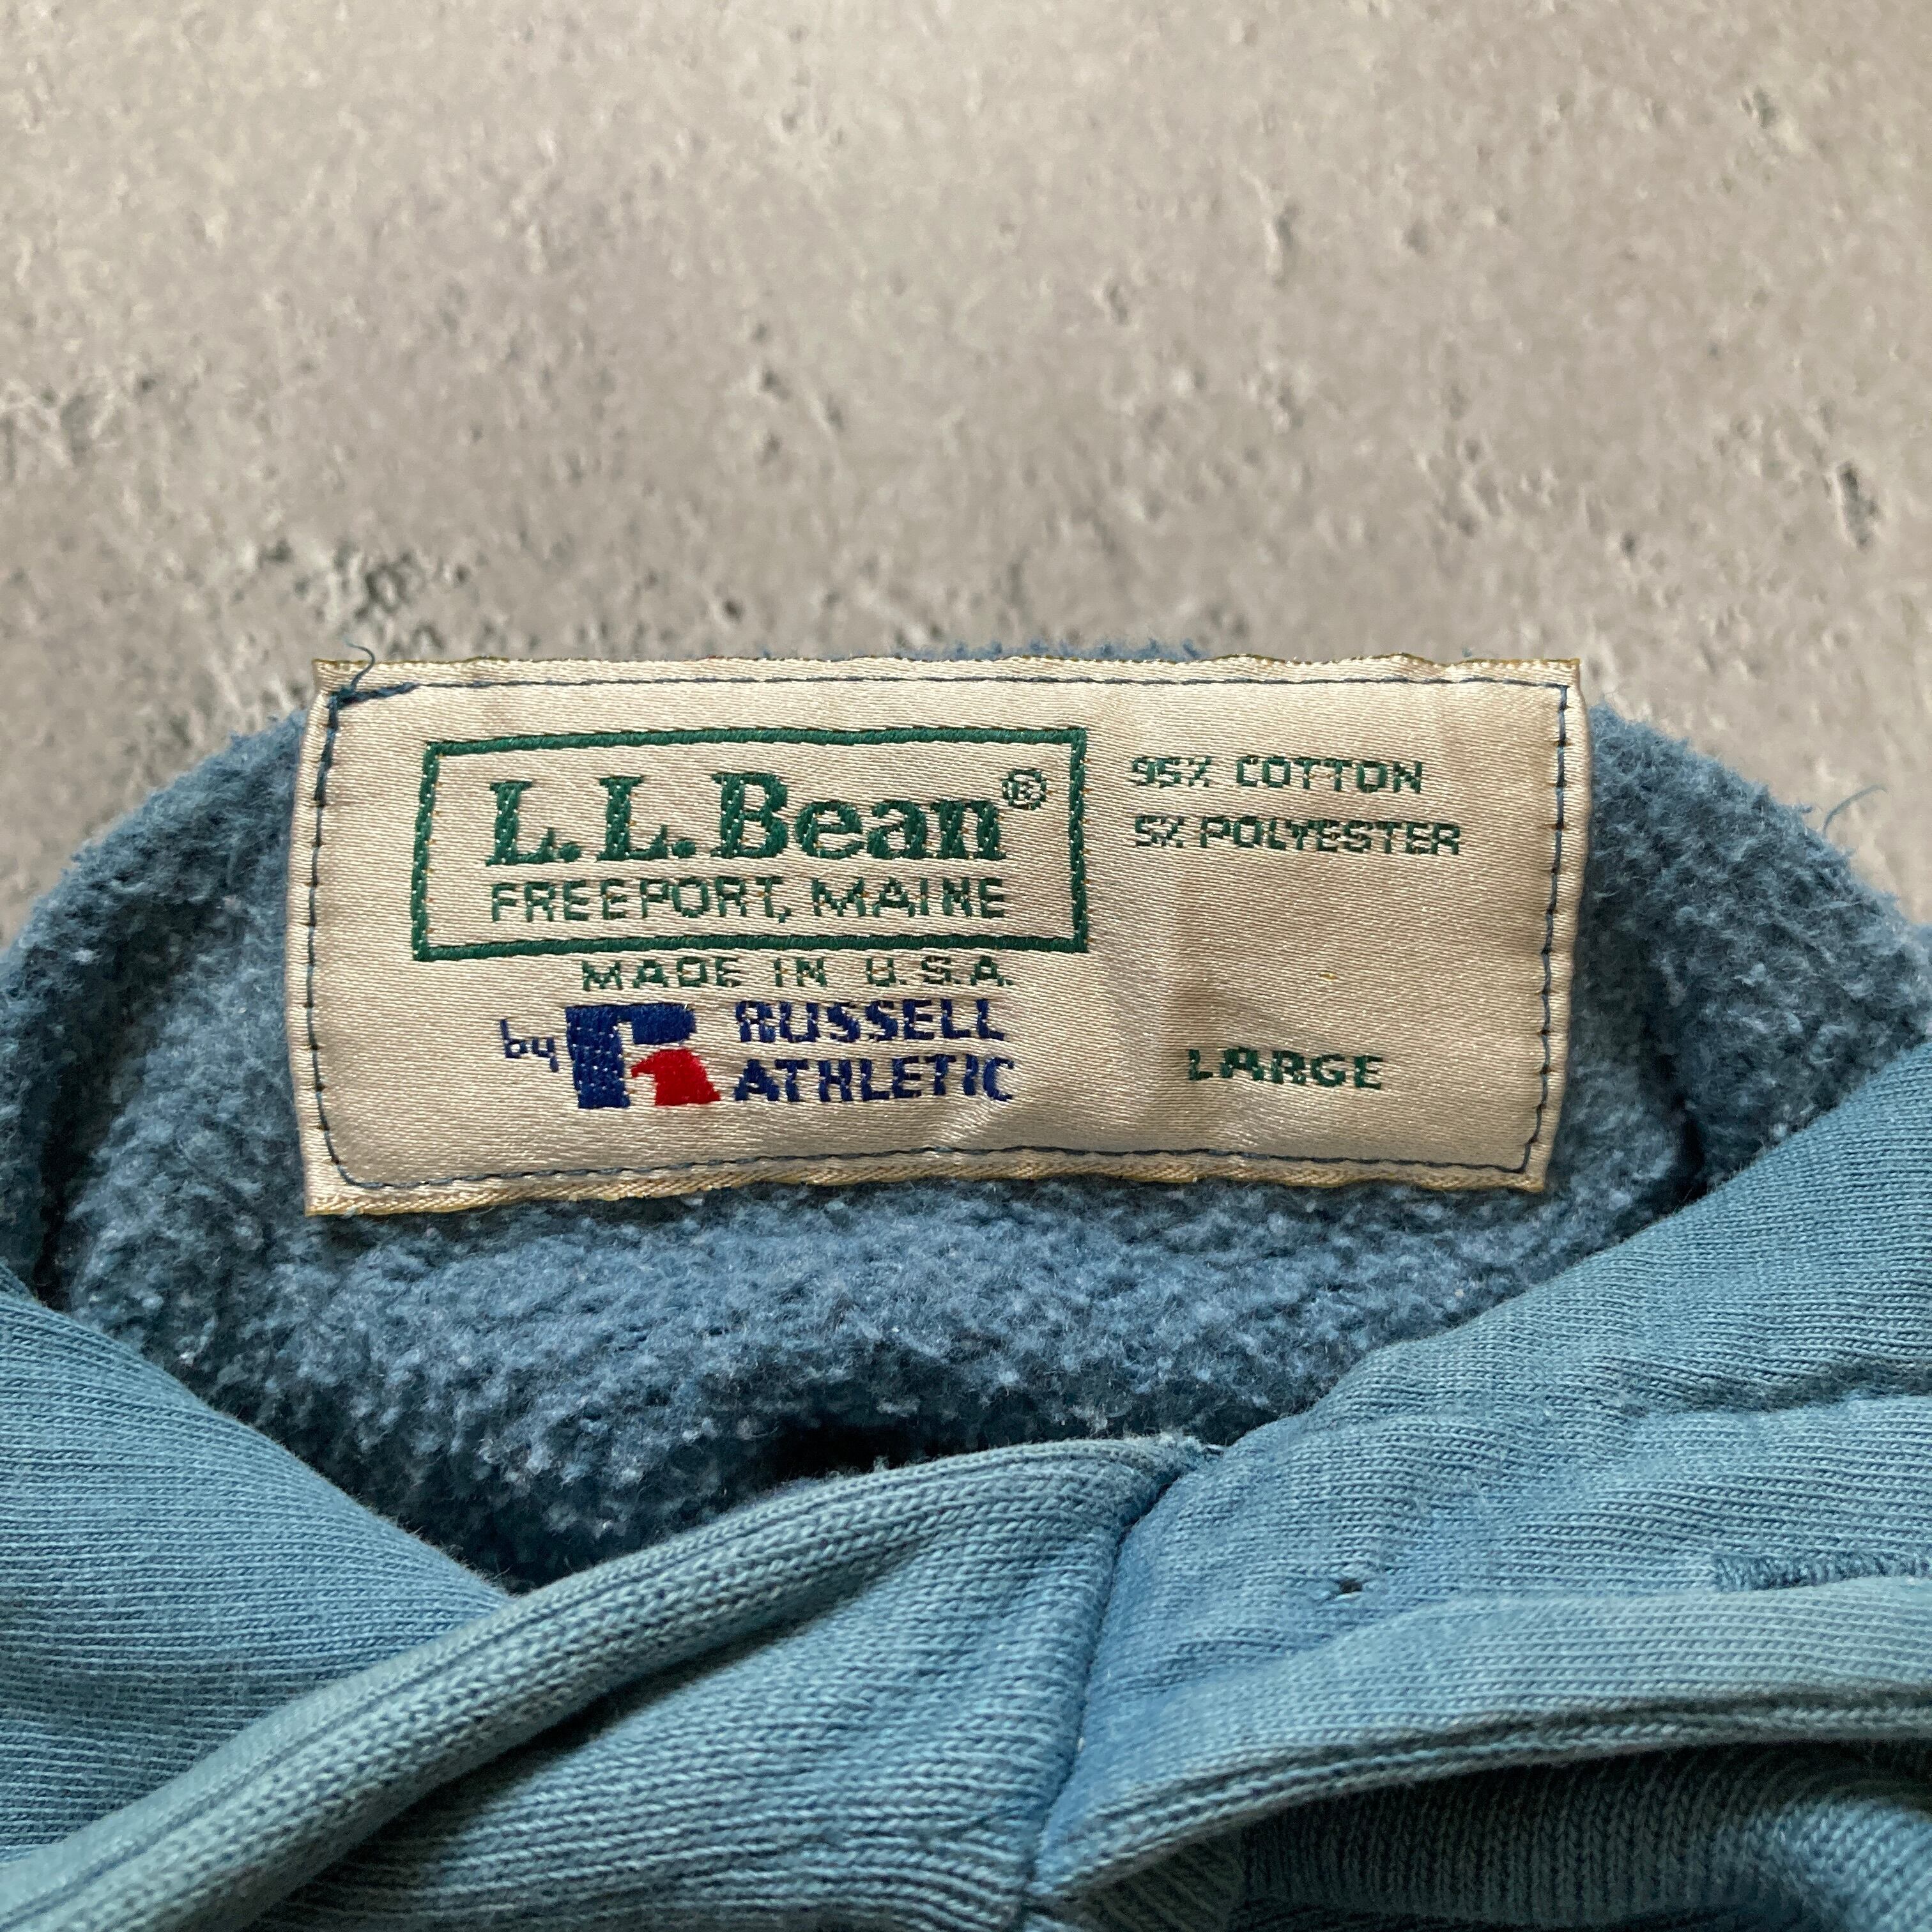 L.L.Bean®
FREEPORT, MAINE
MADE IN U.S.A.
by RUSSELL
ATHLETIC
95% COTTON
5% POLYESTER
LARGE